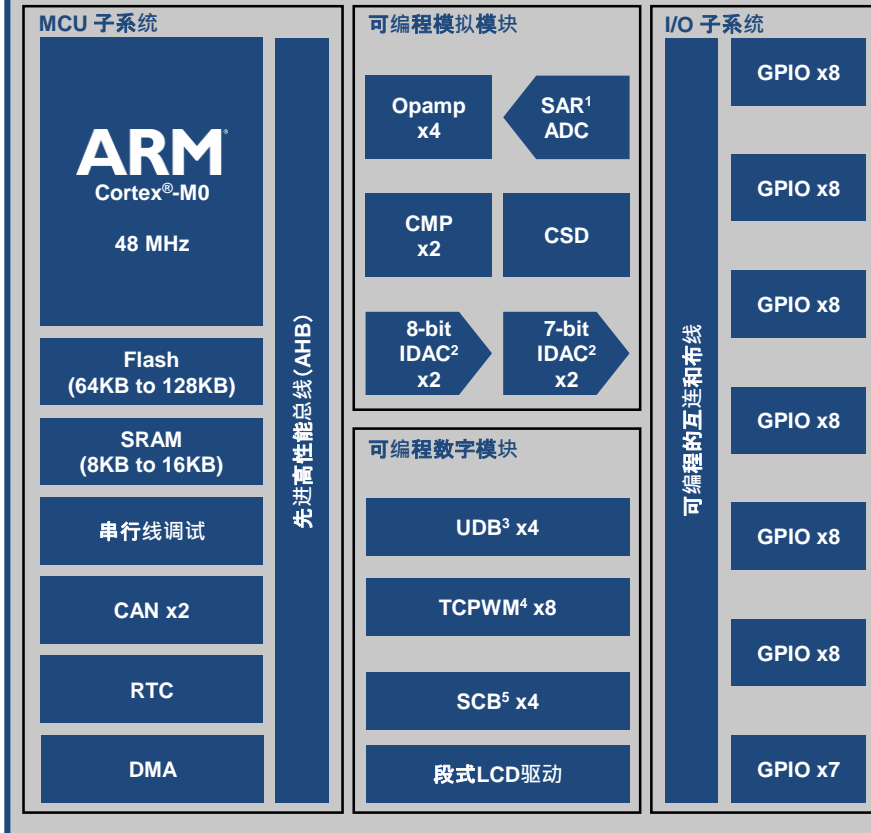 MCU 子系统
ARM®
Cortex®-M0
48 MHz
Flash
(64KB to 128KB)
SRAM
(8KB to 16KB)
串行线调试
CAN x2
RTC
DMA
先进高性能总线(AHB)
可编程模拟模块
Opamp
x4
SAR¹
ADC
CMP
x2
CSD
8-bit
IDAC²
x2
7-bit
IDAC²
x2
可编程数字模块
UDB³ x4
TCPWM⁴ x8
SCB⁵ x4
段式LCD驱动
I/O 子系统
可编程的互连和布线
GPIO x8
GPIO x8
GPIO x8
GPIO x8
GPIO x8
GPIO x8
GPIO x7